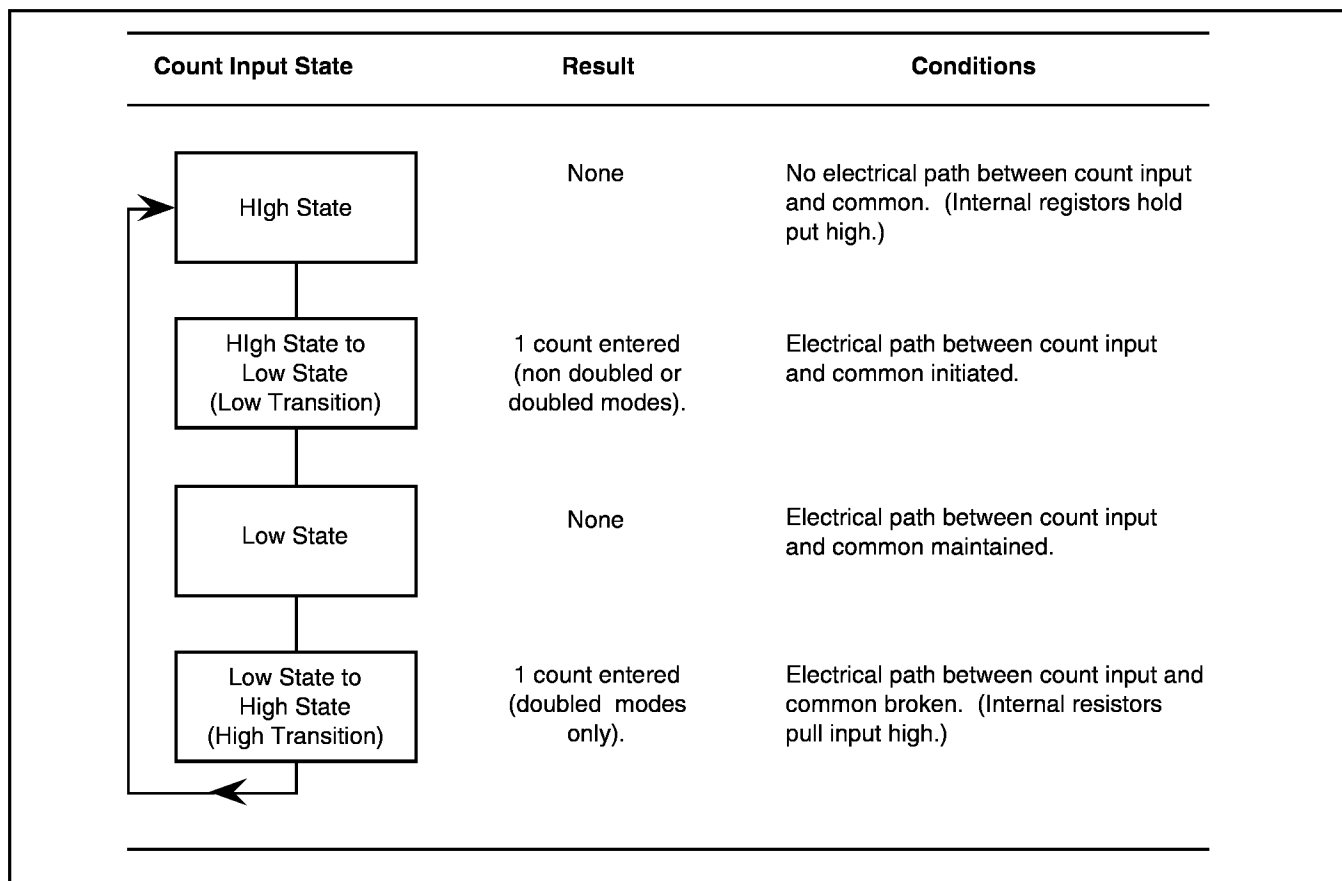 Count Input State
Result
Conditions
HIgh State
None
No electrical path between count input
and common. (Internal registors hold
put high.)
HIgh State to
Low State
(Low Transition)
1 count entered
(non doubled or
doubled modes).
Electrical path between count input
and common initiated.
Low State
None
Electrical path between count input
and common maintained.
Low State to
High State
(High Transition)
1 count entered
(doubled modes
only).
Electrical path between count input and
common broken. (Internal resistors
pull input high.)